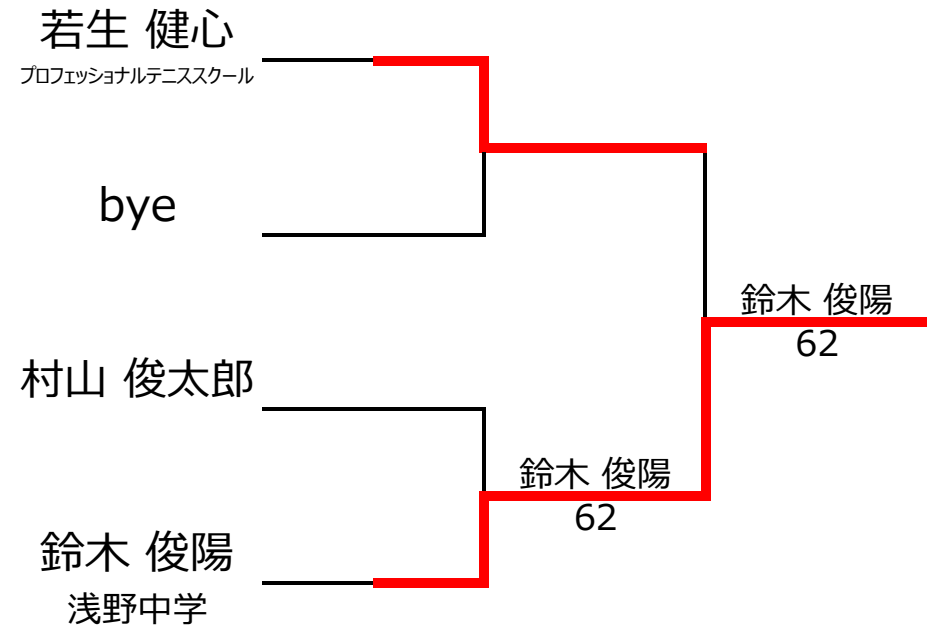 若生 健心
プロフェッショナルテニススクール
bye
鈴木 俊陽
62
村山 俊太郎
鈴木 俊陽
62
鈴木 俊陽
浅野中学